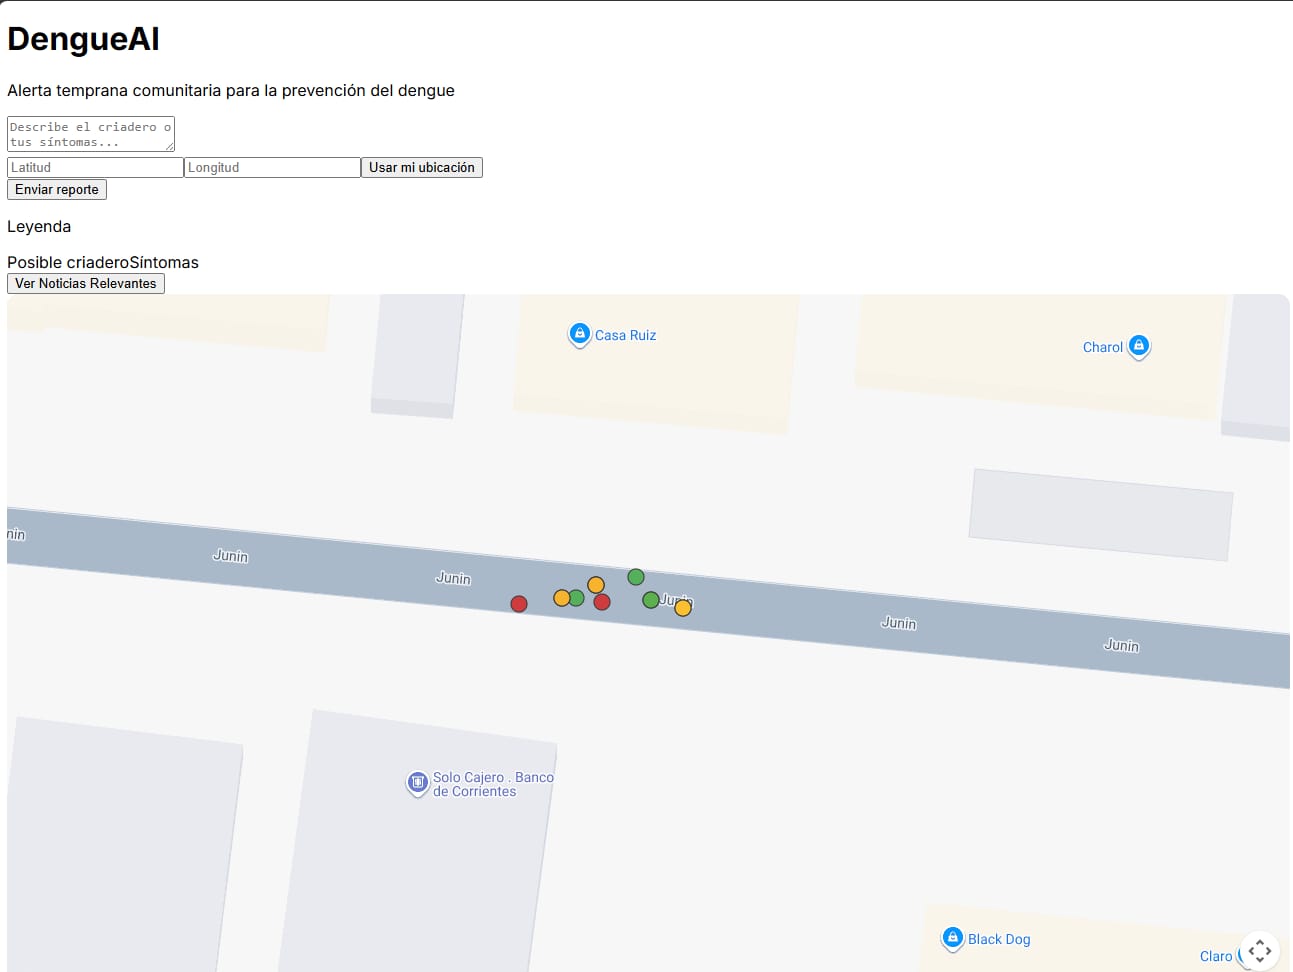 DengueAI
Alerta temprana comunitaria para la prevención del dengue
Describe el criadero o
tus síntomas...
Latitud
Longitud
Usar mi ubicación
Enviar reporte
Leyenda
Posible criaderoSíntomas
Ver Noticias Relevantes
Casa Ruiz
Charol
nin
Junin
Junin
Junin
Junin
Junin
Solo Cajero . Banco
de Corrientes
Black Dog
Claro